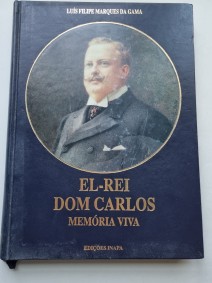 LUÍS FILIPE MARQUES DA GAMA
EL-REI
DOM CARLOS
MEMÓRIA VIVA
EDIÇÕES INAPA